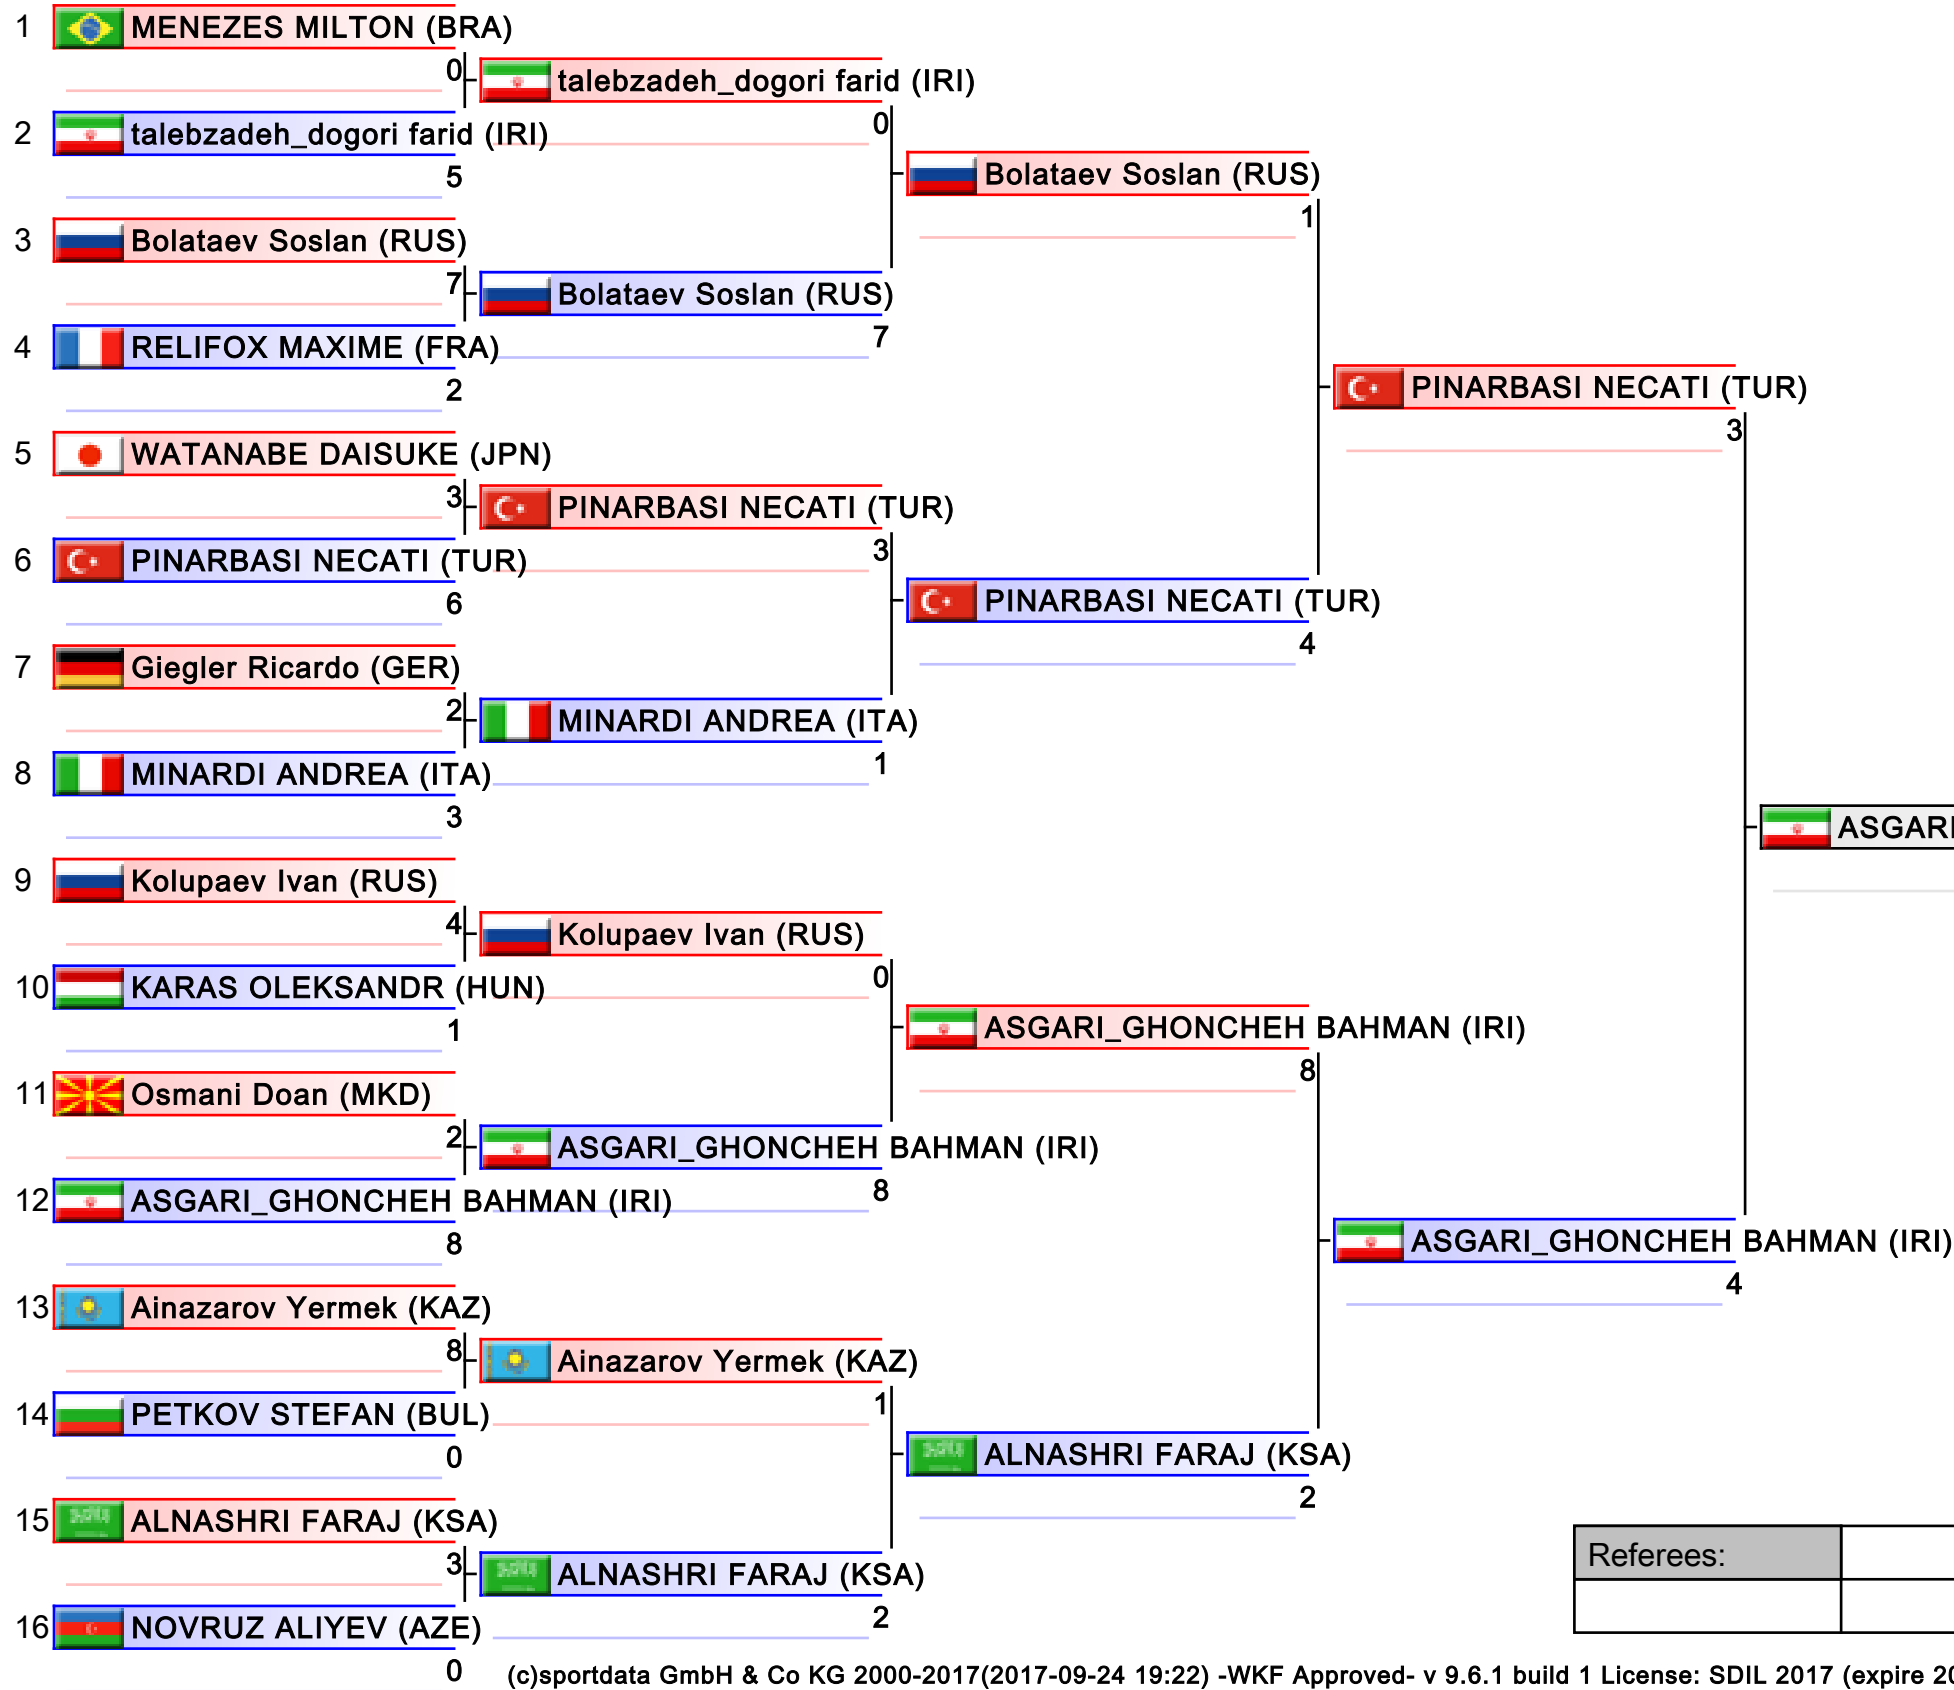 1 MENEZES MILTON (BRA)
0 talebzadeh_dogori farid (IRI)
2 talebzadeh_dogori farid (IRI)
0
5
Bolataev Soslan (RUS)
1
3 Bolataev Soslan (RUS)
7 Bolataev Soslan (RUS)
7
4 RELIFOX MAXIME (FRA)
2
PINARBASI NECATI (TUR)
3
5 WATANABE DAISUKE (JPN)
3 PINARBASI NECATI (TUR)
3
6 PINARBASI NECATI (TUR)
6
PINARBASI NECATI (TUR)
4
7 Giegler Ricardo (GER)
2 MINARDI ANDREA (ITA)
1
8 MINARDI ANDREA (ITA)
3
ASGARI
9 Kolupaev Ivan (RUS)
4 Kolupaev Ivan (RUS)
0
10 KARAS OLEKSANDR (HUN)
1
ASGARI_GHONCHEH BAHMAN (IRI)
8
11 Osmani Doan (MKD)
2 ASGARI_GHONCHEH BAHMAN (IRI)
8
12 ASGARI_GHONCHEH BAHMAN (IRI)
8
ASGARI_GHONCHEH BAHMAN (IRI)
4
13 Ainazarov Yermek (KAZ)
8 Ainazarov Yermek (KAZ)
1
14 PETKOV STEFAN (BUL)
0
ALNASHRI FARAJ (KSA)
2
15 ALNASHRI FARAJ (KSA)
3 ALNASHRI FARAJ (KSA)
2
Referees:
16 NOVRUZ ALIYEV (AZE)
0
(c)sportdata GmbH & Co KG 2000-2017(2017-09-24 19:22) -WKF Approved- v 9.6.1 build 1 License: SDIL 2017 (expire 20